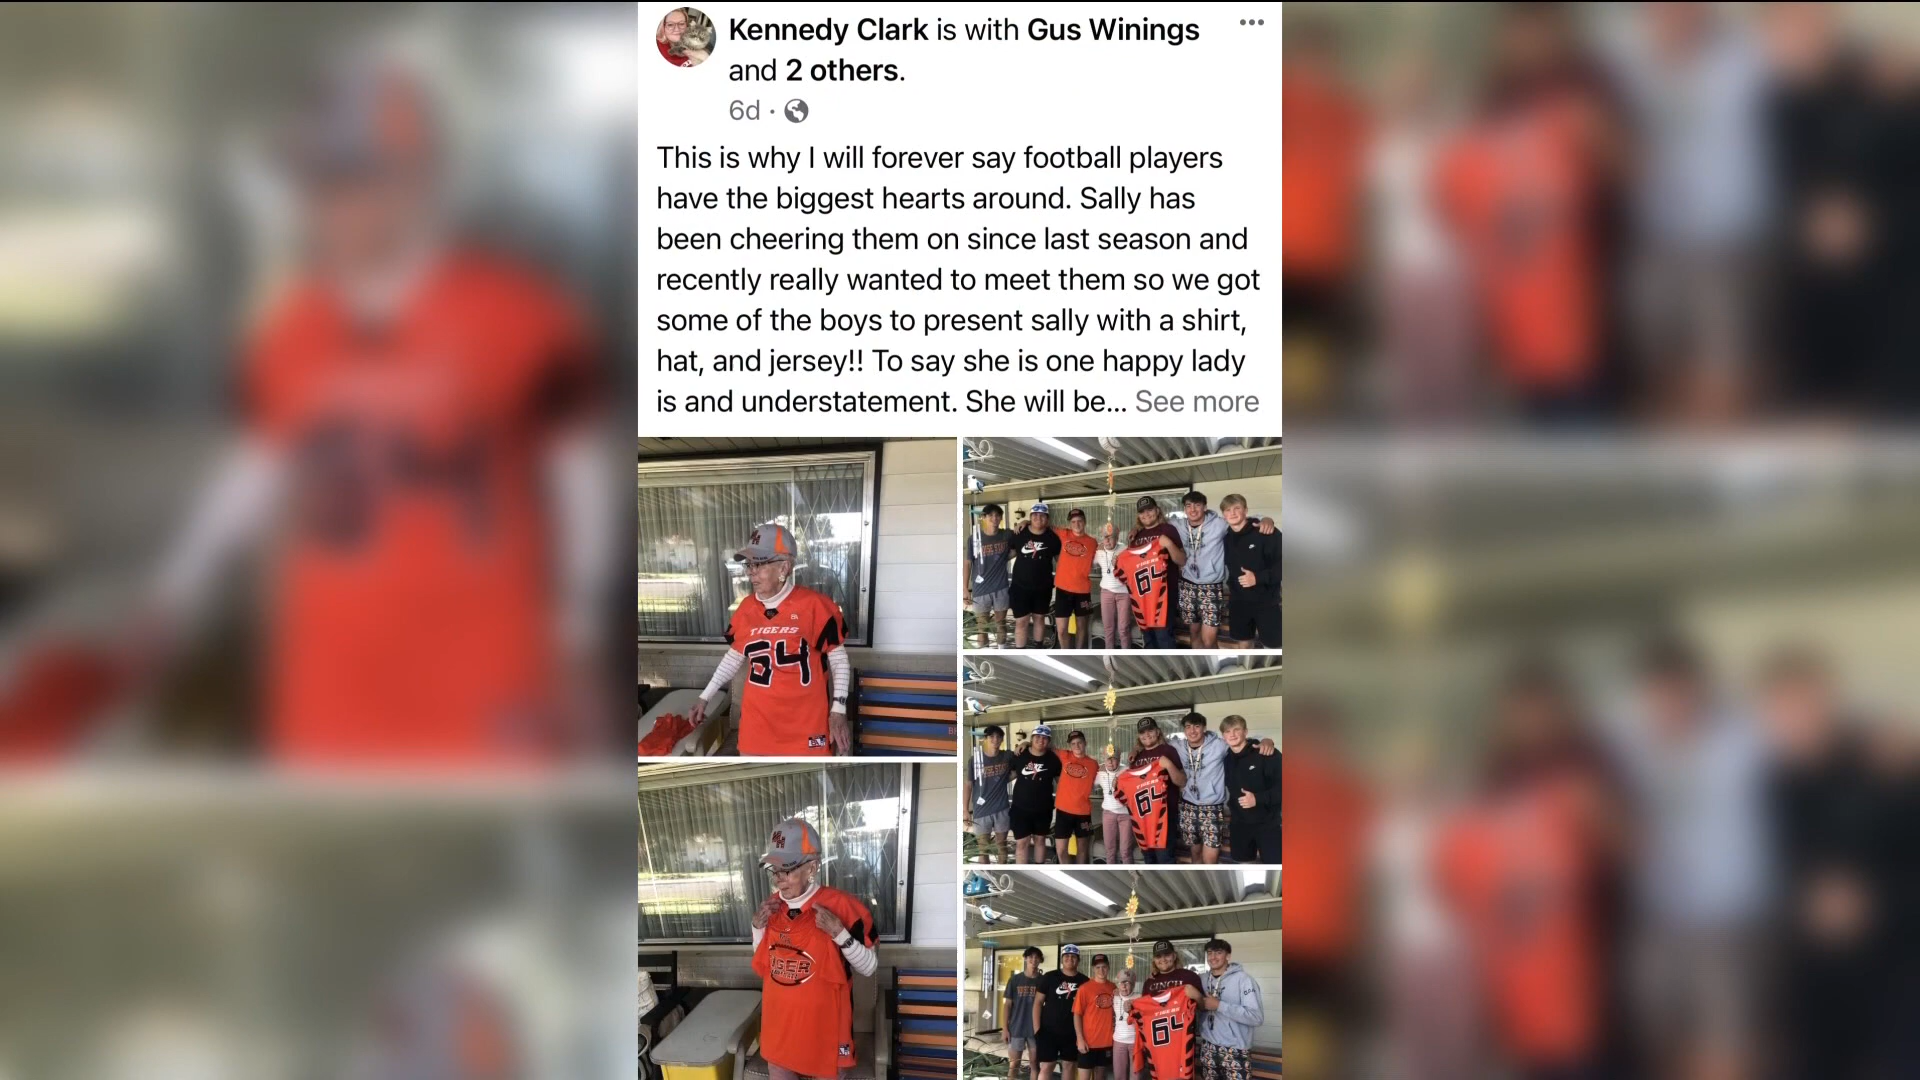 Kennedy Clark is with Gus Winings
and 2 others.
6d ·
This is why I will forever say football players
have the biggest hearts around. Sally has
been cheering them on since last season and
recently really wanted to meet them so we got
some of the boys to present sally with a shirt,
hat, and jersey!! To say she is one happy lady
is and understatement. She will be... See more
TIGERS
64
64
64
CINCH
64